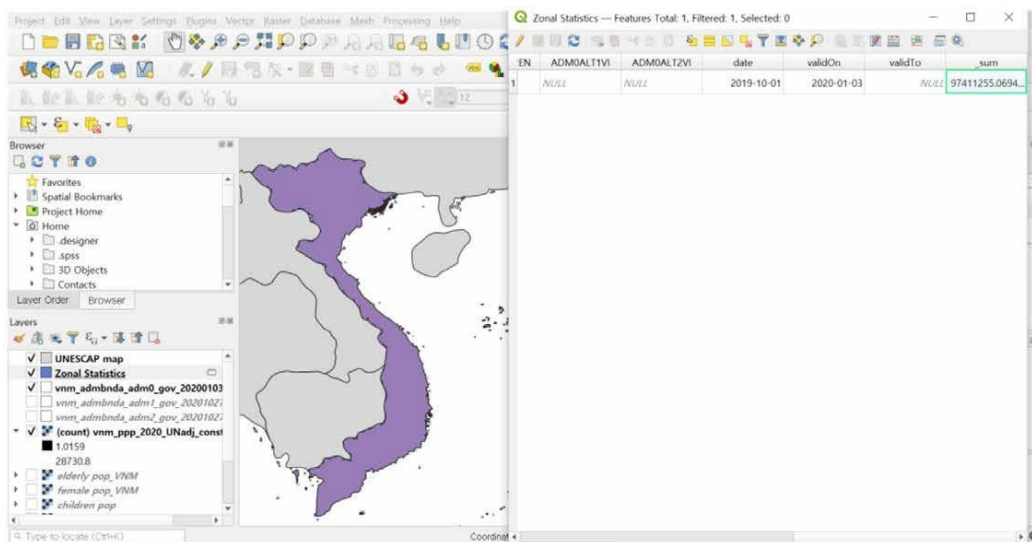 Project Edit View Layer Settings Plugins Vector Raster Database Mesh Processing Help
12
Browser
Favorites
Spatial Bookmarks
Project Home
Home
.designer
.spss
3D Objects
Contacts
Layer Order Browser
Layers
UNESCAP map
Zonal Statistics
vnm_admbnda_adm0_gov_20200103
vnm_admbnda_adm1_gov_20201027
vnm_admbnda_adm2_gov_20201027
(count) vnm_ppp_2020_UNadj_const
1.0159
28730.8
elderly pop_VNM
female pop_VNM
children pop
Type to locate (Ctrl+K)
Coordinat
Zonal Statistics — Features Total: 1, Filtered: 1, Selected: 0
EN ADM0ALT1VI ADM0ALT2VI date validOn validTo _sum
1 NULL NULL 2019-10-01 2020-01-03 NULL 97411255.0694...